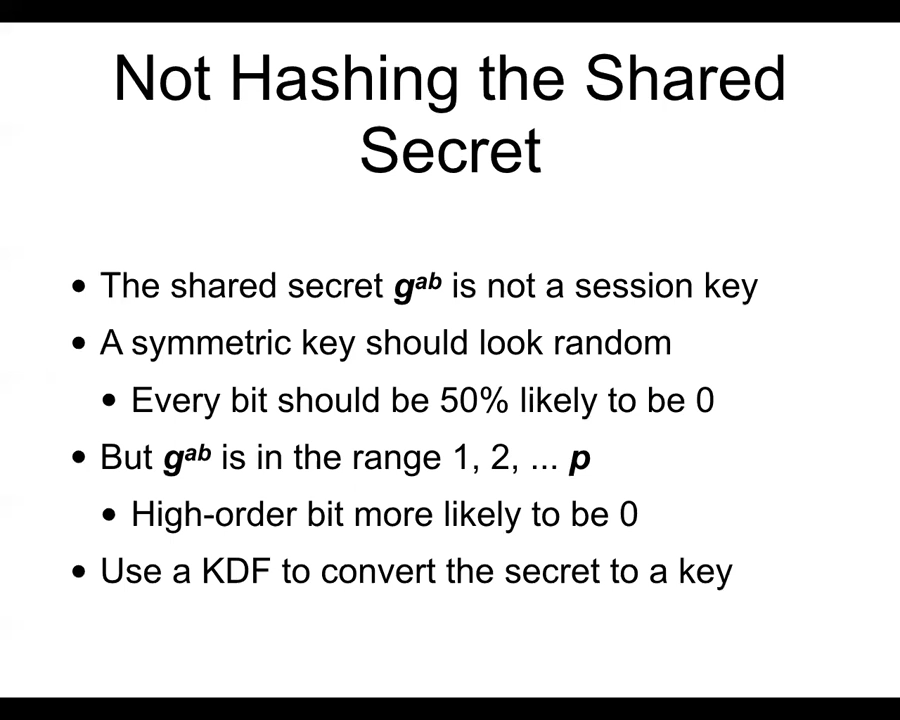 Not Hashing the Shared
Secret
• The shared secret gᵃᵇ is not a session key
• A symmetric key should look random
• Every bit should be 50% likely to be 0
• But gᵃᵇ is in the range 1, 2, ... p
• High-order bit more likely to be 0
• Use a KDF to convert the secret to a key